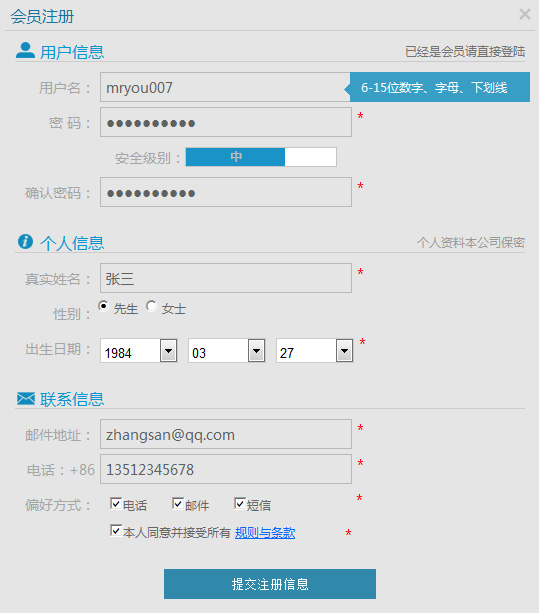 会员注册
用户信息 已经是会员请直接登陆
用户名： mryou007 6-15位数字、字母、下划线
密 码： ●●●●●●●●●● *
安全级别： 中
确认密码： ●●●●●●●●●● *
个人信息 个人资料本公司保密
真实姓名： 张三 *
性别： 先生 女士
出生日期： 1984 03 27 *
联系信息
邮件地址： zhangsan@qq.com *
电话：+86 13512345678 *
偏好方式： 电话 邮件 短信 *
本人同意并接受所有 规则与条款 *
提交注册信息